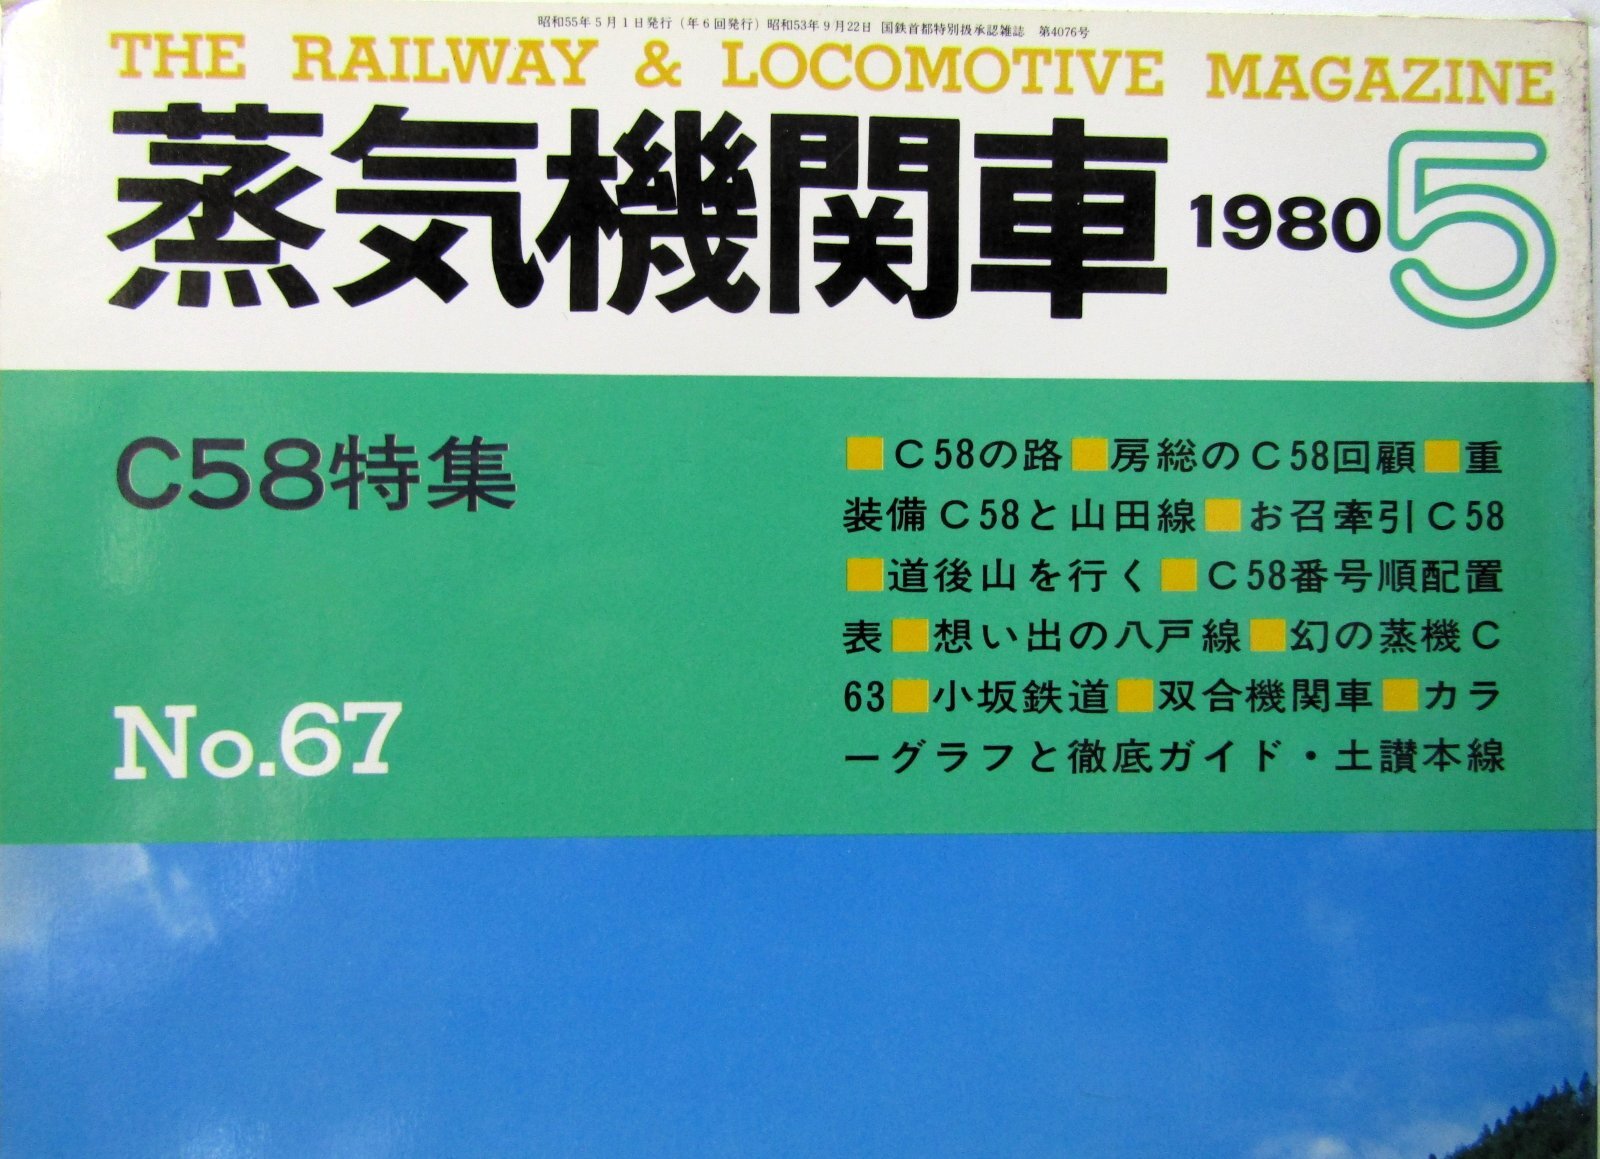 昭和55年5月1日発行（年6回発行）昭和53年9月22日 国鉄首都特別扱承認雑誌 第4076号
THE RAILWAY & LOCOMOTIVE MAGAZINE
蒸気機関車 1980 5
C58特集
■C58の路■房総のC58回顧■重
装備C58と山田線■お召牽引C58
■道後山を行く■C58番号順配置
表■想い出の八戸線■幻の蒸機C
63■小坂鉄道■双合機関車■カラ
ーグラフと徹底ガイド・土讃本線
No.67